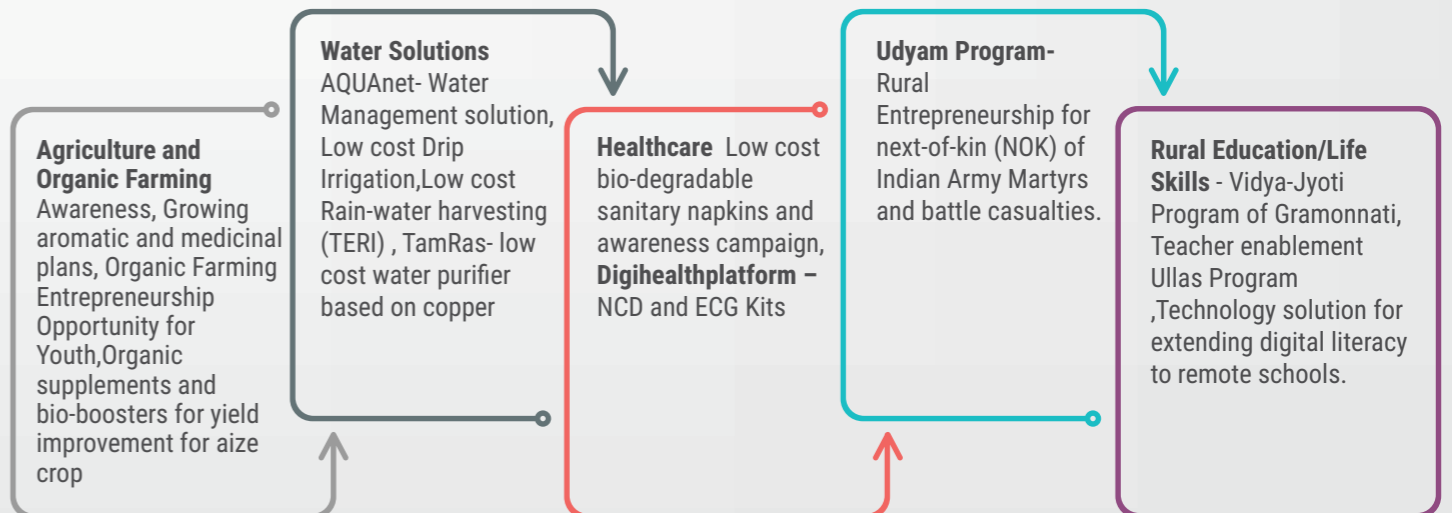 Agriculture and
Organic Farming
Awareness, Growing
aromatic and medicinal
plans, Organic Farming
Entrepreneurship
Opportunity for
Youth,Organic
supplements and
bio-boosters for yield
improvement for aize
crop
Water Solutions
AQUAnet- Water
Management solution,
Low cost Drip
Irrigation,Low cost
Rain-water harvesting
(TERI) , TamRas- low
cost water purifier
based on copper
Healthcare Low cost
bio-degradable
sanitary napkins and
awareness campaign,
Digihealthplatform –
NCD and ECG Kits
Udyam Program-
Rural
Entrepreneurship for
next-of-kin (NOK) of
Indian Army Martyrs
and battle casualties.
Rural Education/Life
Skills - Vidya-Jyoti
Program of Gramonnati,
Teacher enablement
Ullas Program
,Technology solution for
extending digital literacy
to remote schools.